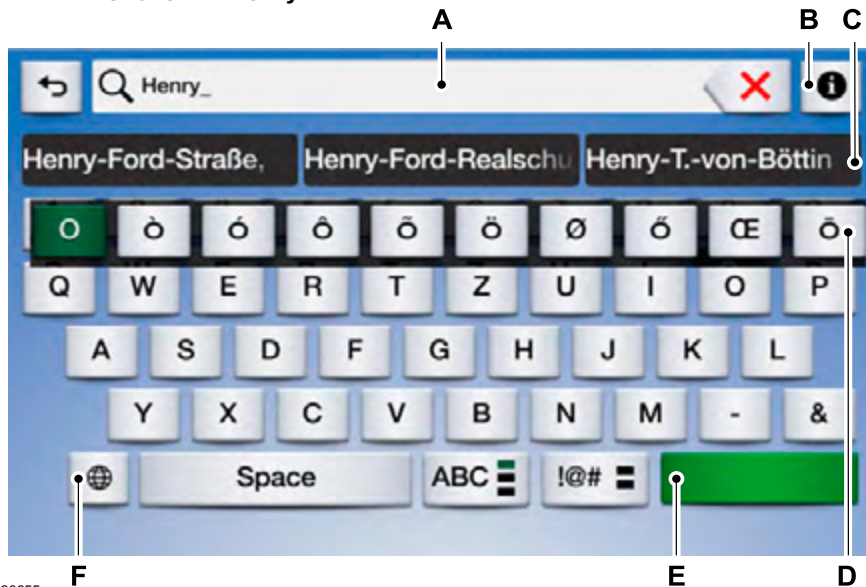 A B C
Henry_
Henry-Ford-Straße, Henry-Ford-Realschu Henry-T.-von-Böttin
O Ò Ó Ô Õ Ö Ø Ő Œ Ō
Q W E R T Z U I O P
A S D F G H J K L
Y X C V B N M - &
Space ABC !@#
F E D